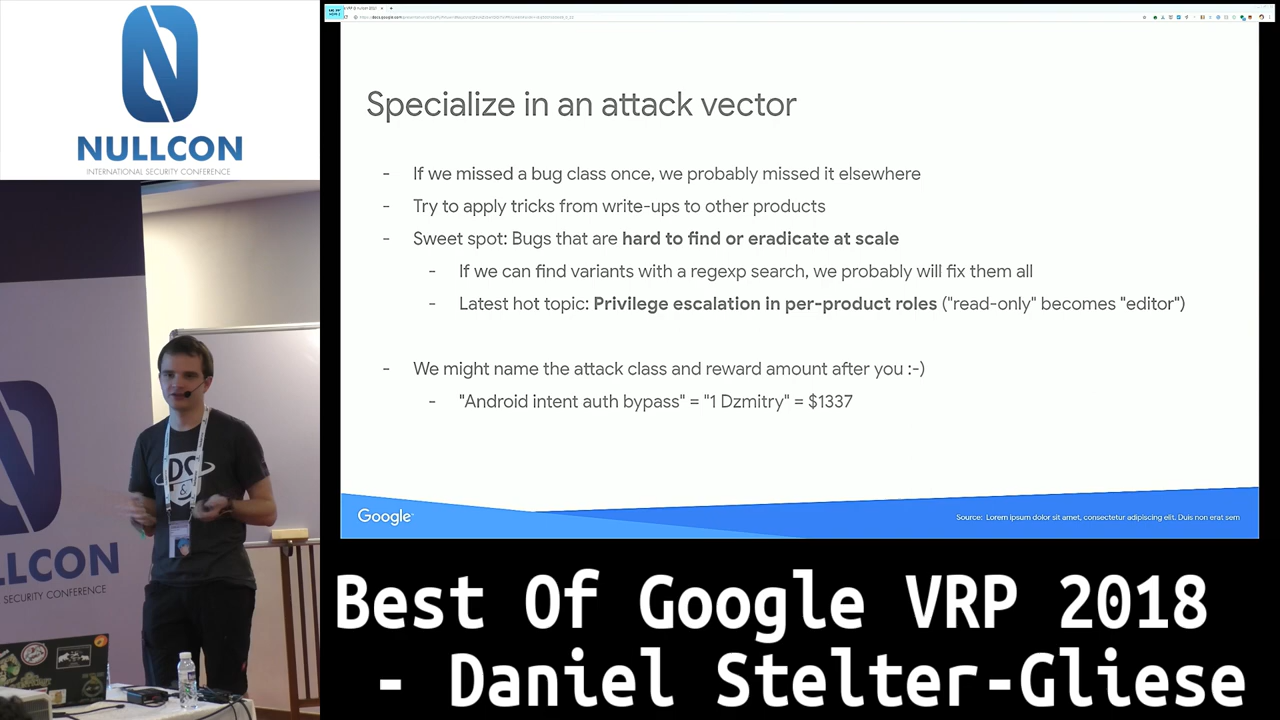 NULLCON
INTERNATIONAL SECURITY CONFERENCE
Specialize in an attack vector
- If we missed a bug class once, we probably missed it elsewhere
- Try to apply tricks from write-ups to other products
- Sweet spot: Bugs that are hard to find or eradicate at scale
- If we can find variants with a regexp search, we probably will fix them all
- Latest hot topic: Privilege escalation in per-product roles ("read-only" becomes "editor")
- We might name the attack class and reward amount after you :-)
- "Android intent auth bypass" = "1 Dzmitry" = $1337
Google
Source: Lorem ipsum dolor sit amet, consectetur adipiscing elit. Duis non erat sem
DC
&
LLCON
SECURITY CONFERENCE
Best Of Google VRP 2018
- Daniel Stelter-Gliese